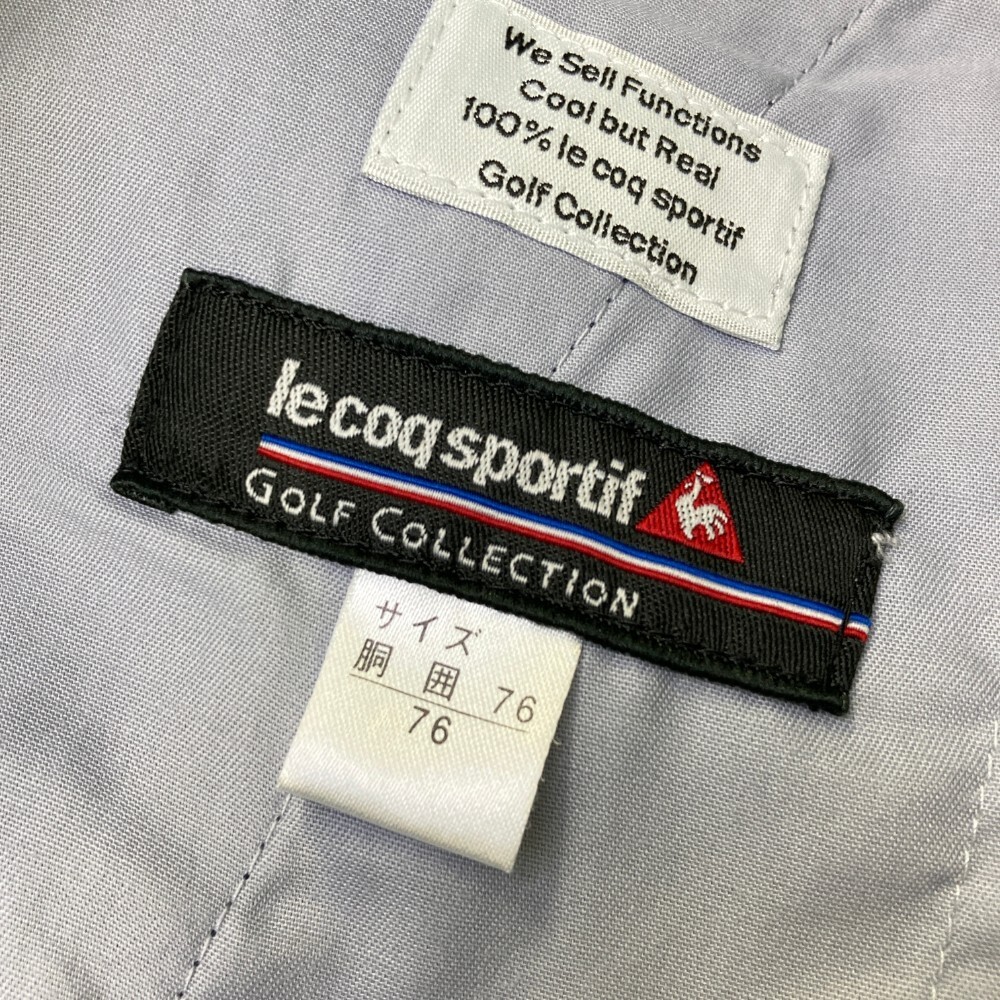 We Sell Functions
Cool but Real
100% le coq sportif
Golf Collection
le coq sportif
GOLF COLLECTION
サイズ
胴囲 76
76